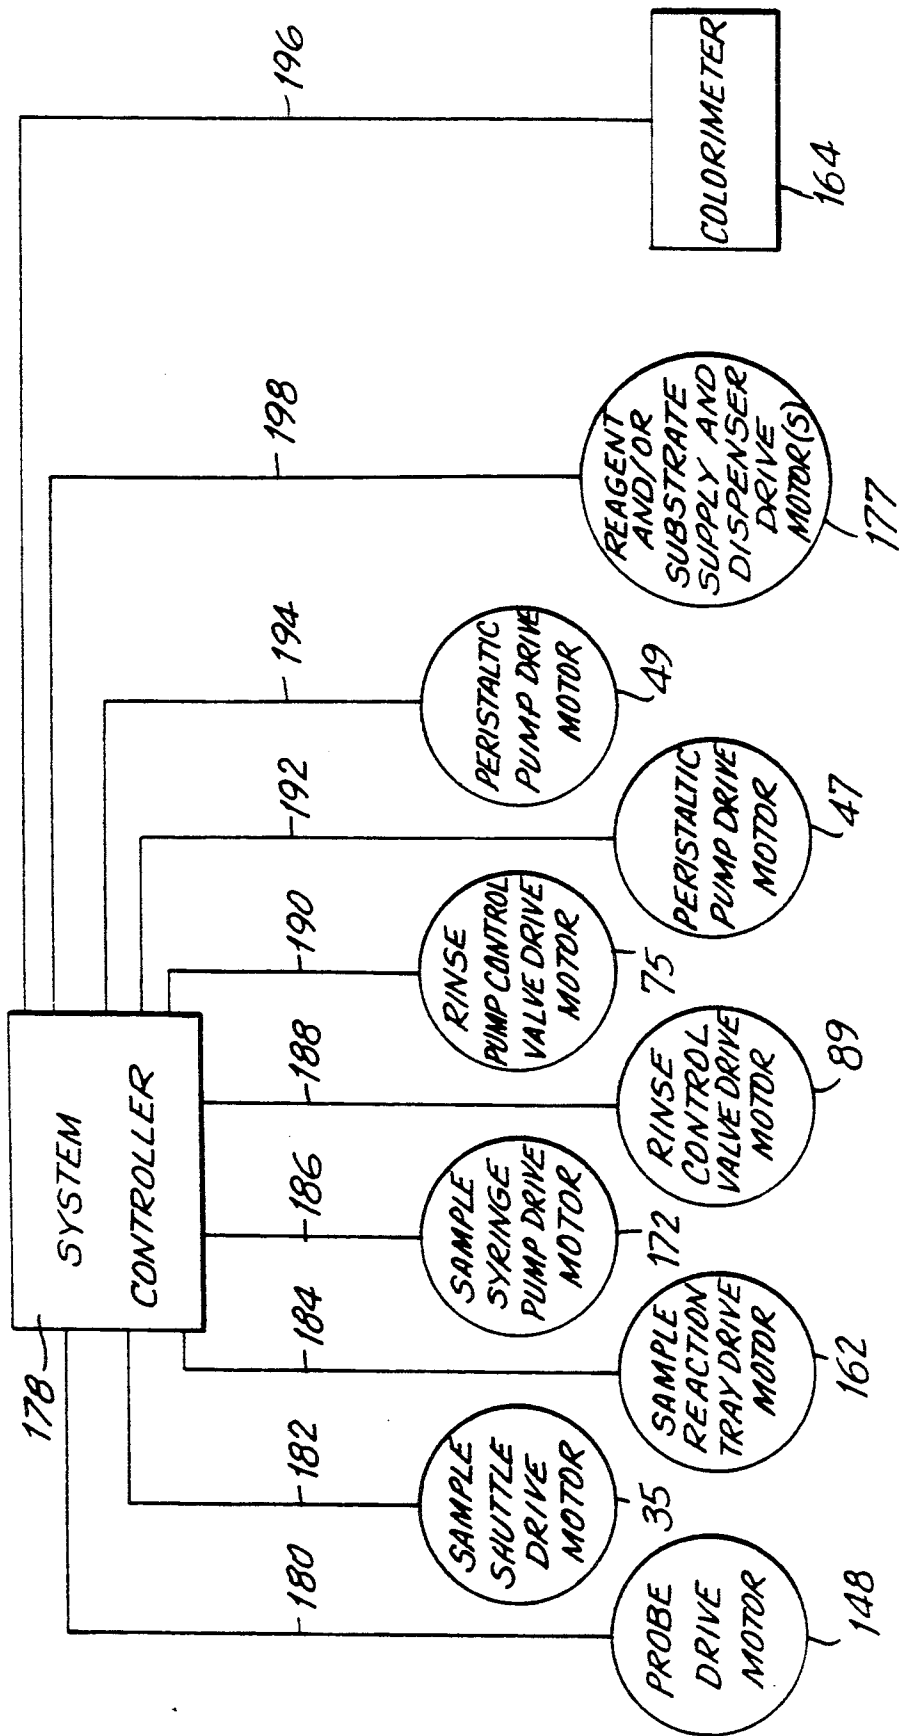 178
SYSTEM
CONTROLLER
180
182
184
186
188
190
192
194
198
196
PROBE
DRIVE
MOTOR
148
SAMPLE
SHUTTLE
DRIVE
MOTOR
35
SAMPLE
REACTION
TRAY DRIVE
MOTOR
162
SAMPLE
SYRINGE
PUMP DRIVE
MOTOR
172
RINSE
CONTROL
VALVE DRIVE
MOTOR
89
RINSE
PUMP CONTROL
VALVE DRIVE
MOTOR
75
PERISTALTIC
PUMP DRIVE
MOTOR
47
PERISTALTIC
PUMP DRIVE
MOTOR
49
REAGENT
AND/OR
SUBSTRATE
SUPPLY AND
DISPENSER
DRIVE
MOTOR(S)
177
COLORIMETER
164